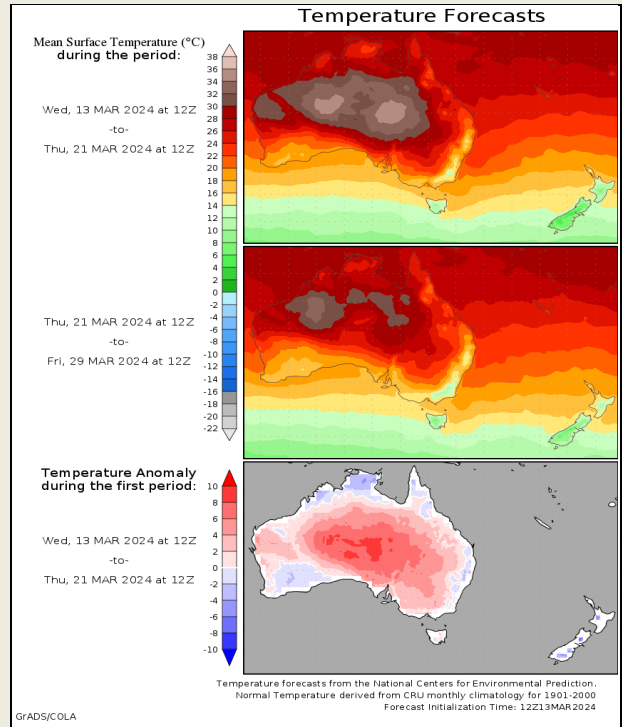 Temperature Forecasts
Mean Surface Temperature (°C)
during the period:
38
36
34
32
30
28
26
24
22
20
18
16
14
12
10
8
6
4
2
0
-2
-4
-6
-8
-10
-12
-14
-16
-18
-20
-22
Wed, 13 MAR 2024 at 12Z
-to-
Thu, 21 MAR 2024 at 12Z
Thu, 21 MAR 2024 at 12Z
-to-
Fri, 29 MAR 2024 at 12Z
Temperature Anomaly
during the first period:
10
8
6
4
2
0
-2
-4
-6
-8
-10
Wed, 13 MAR 2024 at 12Z
-to-
Thu, 21 MAR 2024 at 12Z
Temperature forecasts from the National Centers for Environmental Prediction.
Normal Temperature derived from CRU monthly climatology for 1901-2000
Forecast Initialization Time: 12Z13MAR2024
GrADS/COLA